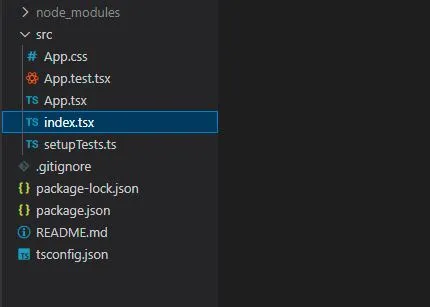 node_modules
src
# App.css
App.test.tsx
TS App.tsx
TS index.tsx
TS setupTests.ts
.gitignore
{} package-lock.json
{} package.json
README.md
TS tsconfig.json